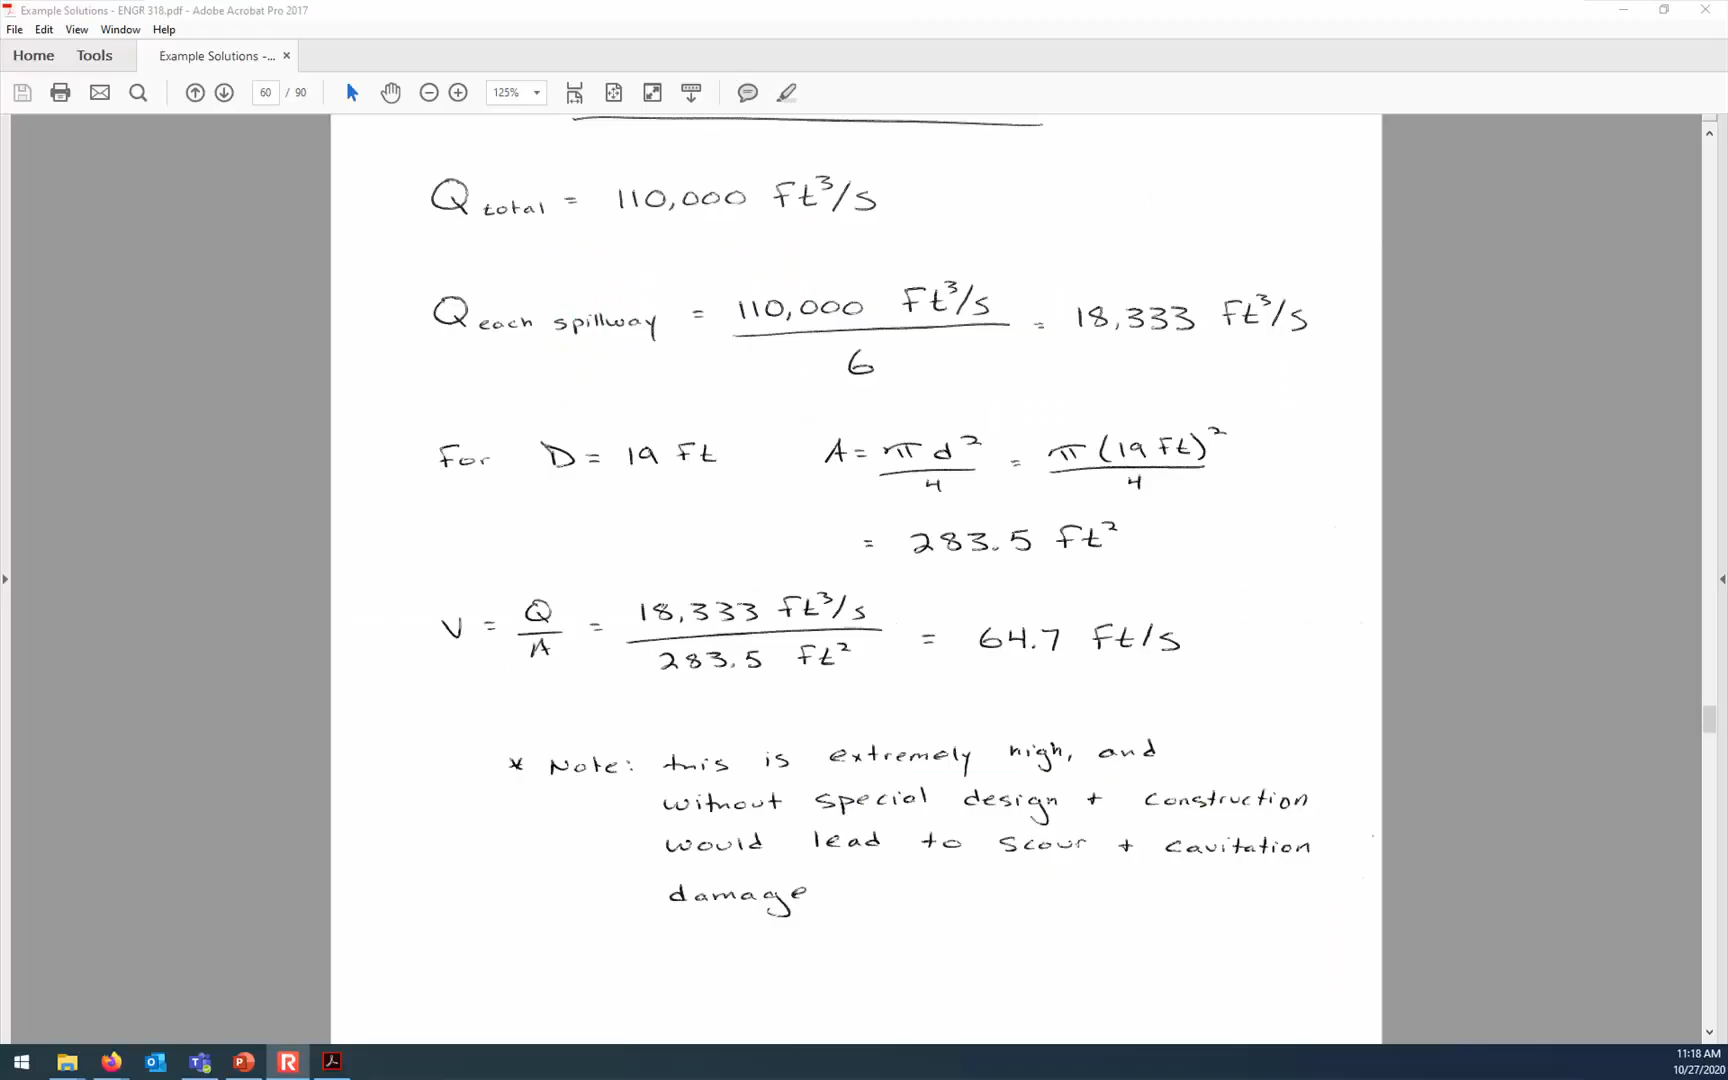 Example Solutions - ENGR 318.pdf - Adobe Acrobat Pro 2017
File Edit View Window Help
Home Tools Example Solutions -... ×
60 / 90 125%
Q total = 110,000 ft³/s
Q each spillway = 110,000 ft³/s / 6 = 18,333 ft³/s
For D = 19 ft A = πd²/4 = π(19 ft)²/4
= 283.5 ft²
V = Q/A = 18,333 ft³/s / 283.5 ft² = 64.7 ft/s
* Note: this is extremely high, and
without special design + construction
would lead to scour + cavitation
damage
11:18 AM
10/27/2020